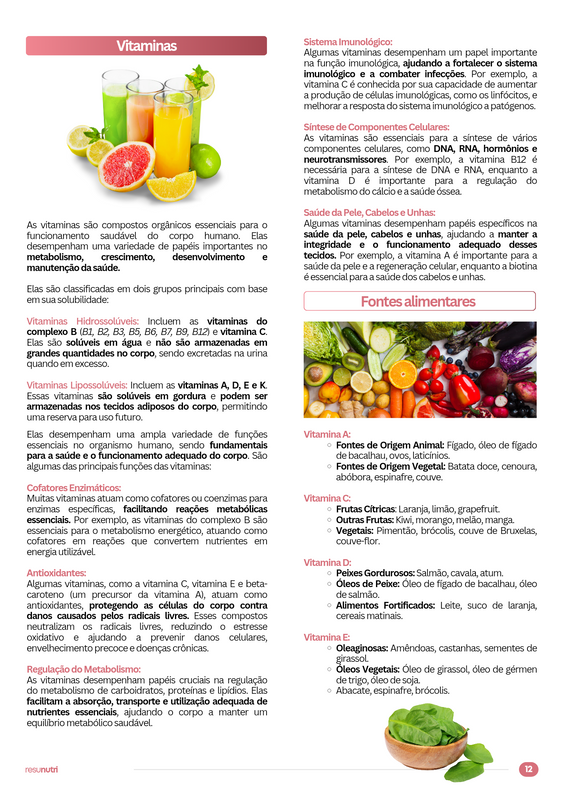 Vitaminas
As vitaminas são compostos orgânicos essenciais para o
funcionamento saudável do corpo humano. Elas
desempenham uma variedade de papéis importantes no
metabolismo, crescimento, desenvolvimento e
manutenção da saúde.
Elas são classificadas em dois grupos principais com base
em sua solubilidade:
Vitaminas Hidrossolúveis: Incluem as vitaminas do
complexo B (B1, B2, B3, B5, B6, B7, B9, B12) e vitamina C.
Elas são solúveis em água e não são armazenadas em
grandes quantidades no corpo, sendo excretadas na urina
quando em excesso.
Vitaminas Lipossolúveis: Incluem as vitaminas A, D, E e K.
Essas vitaminas são solúveis em gordura e podem ser
armazenadas nos tecidos adiposos do corpo, permitindo
uma reserva para uso futuro.
Elas desempenham uma ampla variedade de funções
essenciais no organismo humano, sendo fundamentais
para a saúde e o funcionamento adequado do corpo. São
algumas das principais funções das vitaminas:
Cofatores Enzimáticos:
Muitas vitaminas atuam como cofatores ou coenzimas para
enzimas específicas, facilitando reações metabólicas
essenciais. Por exemplo, as vitaminas do complexo B são
essenciais para o metabolismo energético, atuando como
cofatores em reações que convertem nutrientes em
energia utilizável.
Antioxidantes:
Algumas vitaminas, como a vitamina C, vitamina E e beta-
caroteno (um precursor da vitamina A), atuam como
antioxidantes, protegendo as células do corpo contra
danos causados pelos radicais livres. Esses compostos
neutralizam os radicais livres, reduzindo o estresse
oxidativo e ajudando a prevenir danos celulares,
envelhecimento precoce e doenças crônicas.
Regulação do Metabolismo:
As vitaminas desempenham papéis cruciais na regulação
do metabolismo de carboidratos, proteínas e lipídios. Elas
facilitam a absorção, transporte e utilização adequada de
nutrientes essenciais, ajudando o corpo a manter um
equilíbrio metabólico saudável.
Sistema Imunológico:
Algumas vitaminas desempenham um papel importante
na função imunológica, ajudando a fortalecer o sistema
imunológico e a combater infecções. Por exemplo, a
vitamina C é conhecida por sua capacidade de aumentar
a produção de células imunológicas, como os linfócitos, e
melhorar a resposta do sistema imunológico a patógenos.
Síntese de Componentes Celulares:
As vitaminas são essenciais para a síntese de vários
componentes celulares, como DNA, RNA, hormônios e
neurotransmissores. Por exemplo, a vitamina B12 é
necessária para a síntese de DNA e RNA, enquanto a
vitamina D é importante para a regulação do
metabolismo do cálcio e a saúde óssea.
Saúde da Pele, Cabelos e Unhas:
Algumas vitaminas desempenham papéis específicos na
saúde da pele, cabelos e unhas, ajudando a manter a
integridade e o funcionamento adequado desses
tecidos. Por exemplo, a vitamina A é importante para a
saúde da pele e a regeneração celular, enquanto a biotina
é essencial para a saúde dos cabelos e unhas.
Fontes alimentares
Vitamina A:
Fontes de Origem Animal: Fígado, óleo de fígado
de bacalhau, ovos, laticínios.
Fontes de Origem Vegetal: Batata doce, cenoura,
abóbora, espinafre, couve.
Vitamina C:
Frutas Cítricas: Laranja, limão, grapefruit.
Outras Frutas: Kiwi, morango, melão, manga.
Vegetais: Pimentão, brócolis, couve de Bruxelas,
couve-flor.
Vitamina D:
Peixes Gordurosos: Salmão, cavala, atum.
Óleos de Peixe: Óleo de fígado de bacalhau, óleo
de salmão.
Alimentos Fortificados: Leite, suco de laranja,
cereais matinais.
Vitamina E:
Oleaginosas: Amêndoas, castanhas, sementes de
girassol.
Óleos Vegetais: Óleo de girassol, óleo de gérmen
de trigo, óleo de soja.
Abacate, espinafre, brócolis.
resunutri
12